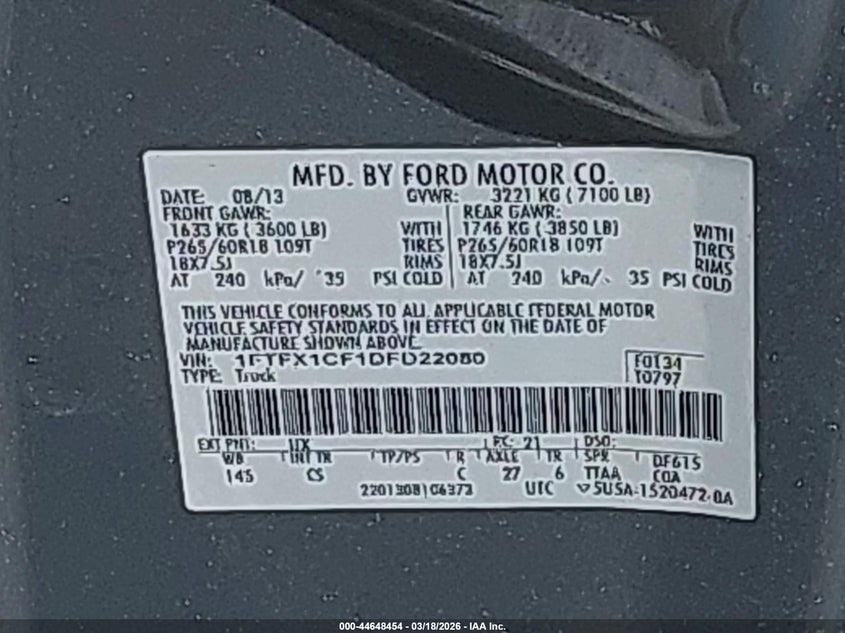 MFD. BY FORD MOTOR CO.
DATE: 08/13 GVWR: 3221 KG ( 7100 LB)
FRONT GAWR: REAR GAWR:
1633 KG ( 3600 LB) WITH 1746 KG ( 3850 LB) WITH
P265/60R18 109T TIRES P265/60R18 109T TIRES
18X7.5J RIMS 18X7.5J RIMS
AT 240 kPa/ 35 PSI COLD AT 240 kPa/ 35 PSI COLD
THIS VEHICLE CONFORMS TO ALL APPLICABLE FEDERAL MOTOR
VEHICLE SAFETY STANDARDS IN EFFECT ON THE DATE OF
MANUFACTURE SHOWN ABOVE.
VIN: 1FTFX1CF1DFD22080 F0134
TYPE: Truck T0797
EXT PNT: UX RC: 21 DSO:
WB INT TR TP/PS R AXLE TR SPR DF615
145 CS C 27 6 TTAA
2201308106373 UTC 5U5A-1520472-0A
000-44648454 - 03/18/2026 - IAA Inc.